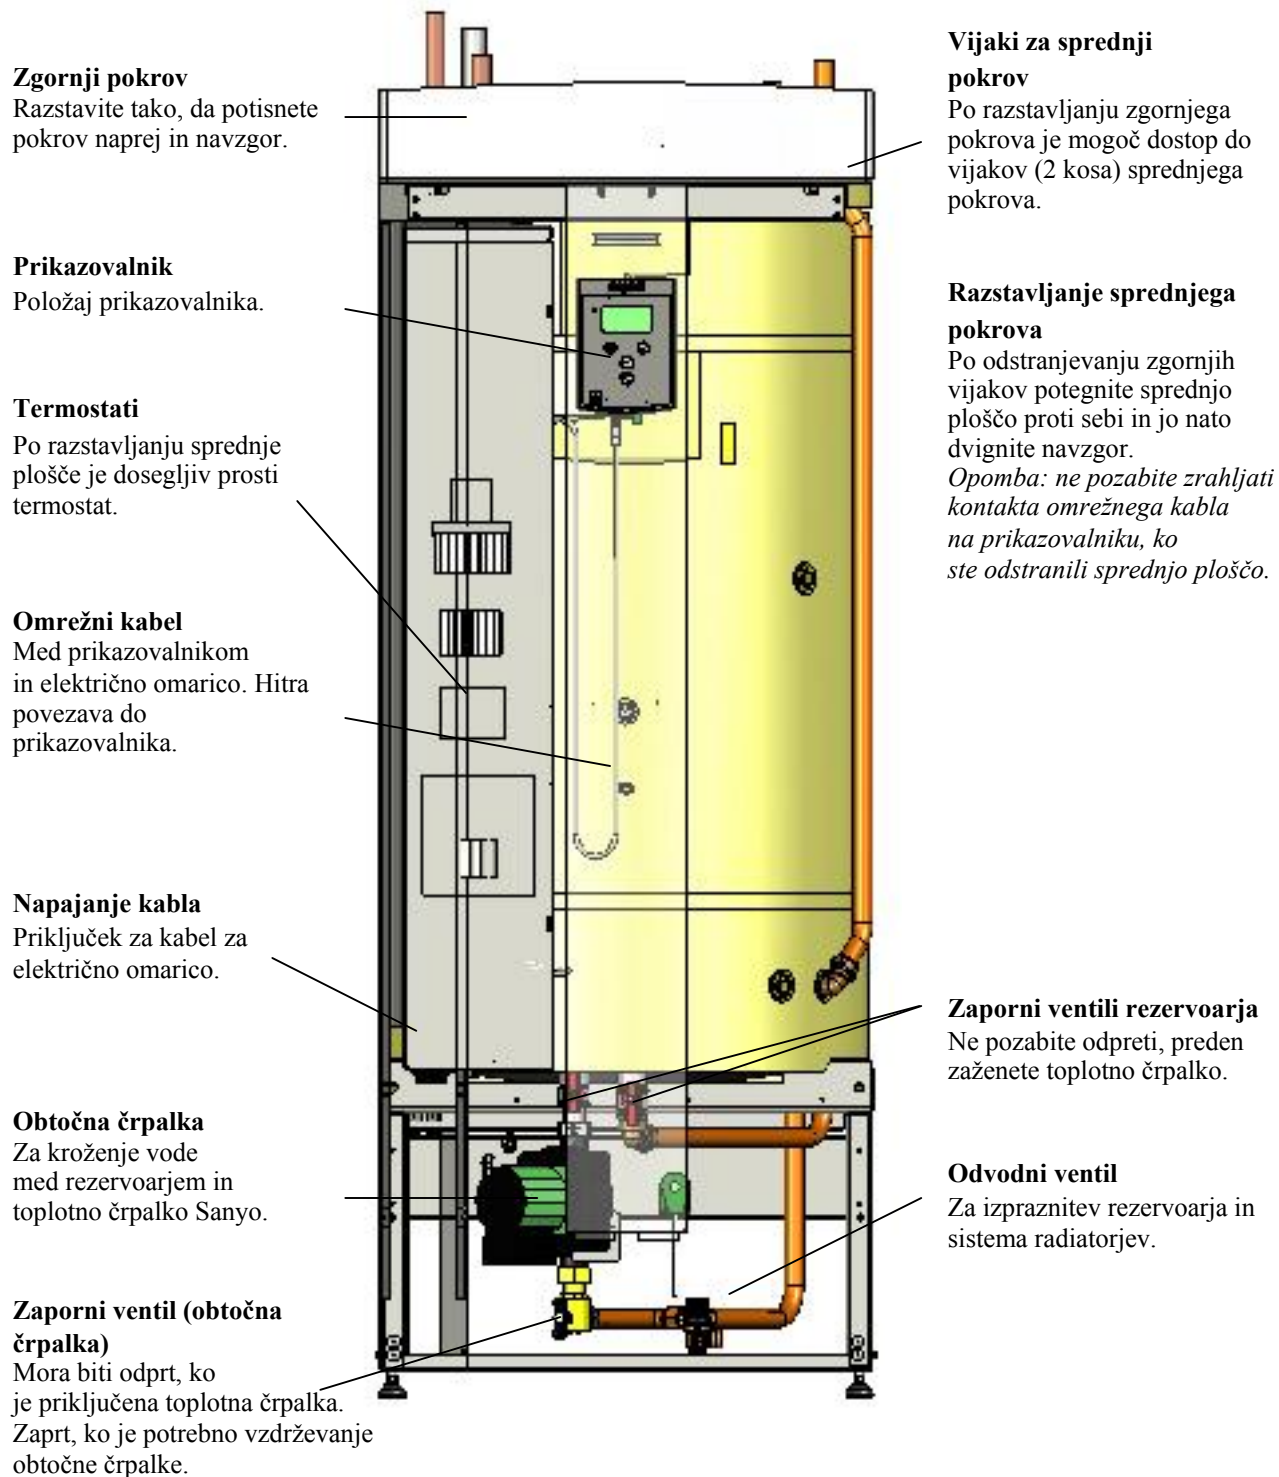 Zgornji pokrov
Razstavite tako, da potisnete
pokrov naprej in navzgor.
Prikazovalnik
Položaj prikazovalnika.
Termostati
Po razstavljanju sprednje
plošče je dosegljiv prosti
termostat.
Omrežni kabel
Med prikazovalnikom
in električno omarico. Hitra
povezava do
prikazovalnika.
Napajanje kabla
Priključek za kabel za
električno omarico.
Obtočna črpalka
Za kroženje vode
med rezervoarjem in
toplotno črpalko Sanyo.
Zaporni ventil (obtočna
črpalka)
Mora biti odprt, ko
je priključena toplotna črpalka.
Zaprt, ko je potrebno vzdrževanje
obtočne črpalke.
Vijaki za sprednji
pokrov
Po razstavljanju zgornjega
pokrova je mogoč dostop do
vijakov (2 kosa) sprednjega
pokrova.
Razstavljanje sprednjega
pokrova
Po odstranjevanju zgornjih
vijakov potegnite sprednjo
ploščo proti sebi in jo nato
dvignite navzgor.
Opomba: ne pozabite zrahljati
kontakta omrežnega kabla
na prikazovalniku, ko
ste odstranili sprednjo ploščo.
Zaporni ventili rezervoarja
Ne pozabite odpreti, preden
zaženete toplotno črpalko.
Odvodni ventil
Za izpraznitev rezervoarja in
sistema radiatorjev.